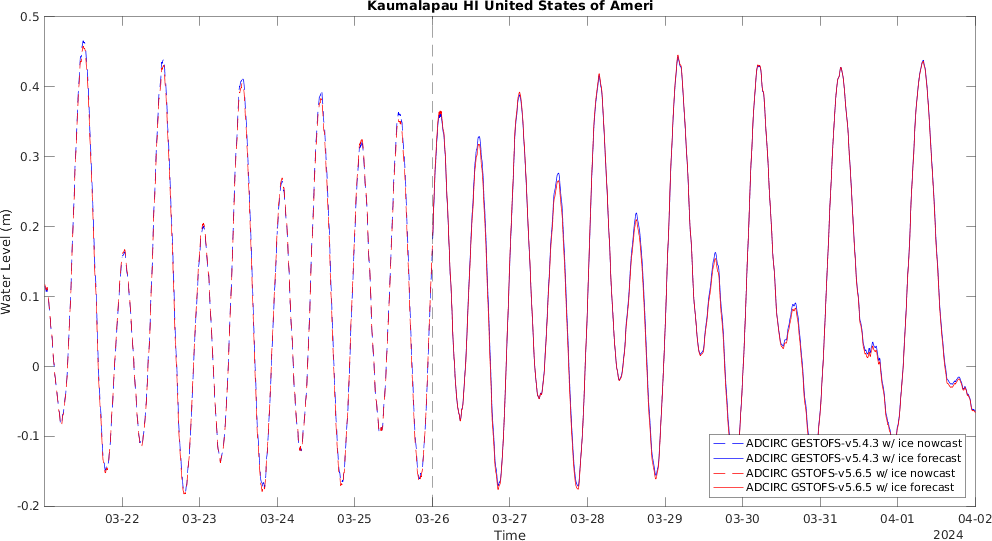 Kaumalapau HI United States of Ameri
Water Level (m)
0.5
0.4
0.3
0.2
0.1
0
-0.1
-0.2
ADCIRC GESTOFS-v5.4.3 w/ ice nowcast
ADCIRC GESTOFS-v5.4.3 w/ ice forecast
ADCIRC GSTOFS-v5.6.5 w/ ice nowcast
ADCIRC GSTOFS-v5.6.5 w/ ice forecast
03-22 03-23 03-24 03-25 03-26 03-27 03-28 03-29 03-30 03-31 04-01 04-02
Time
2024